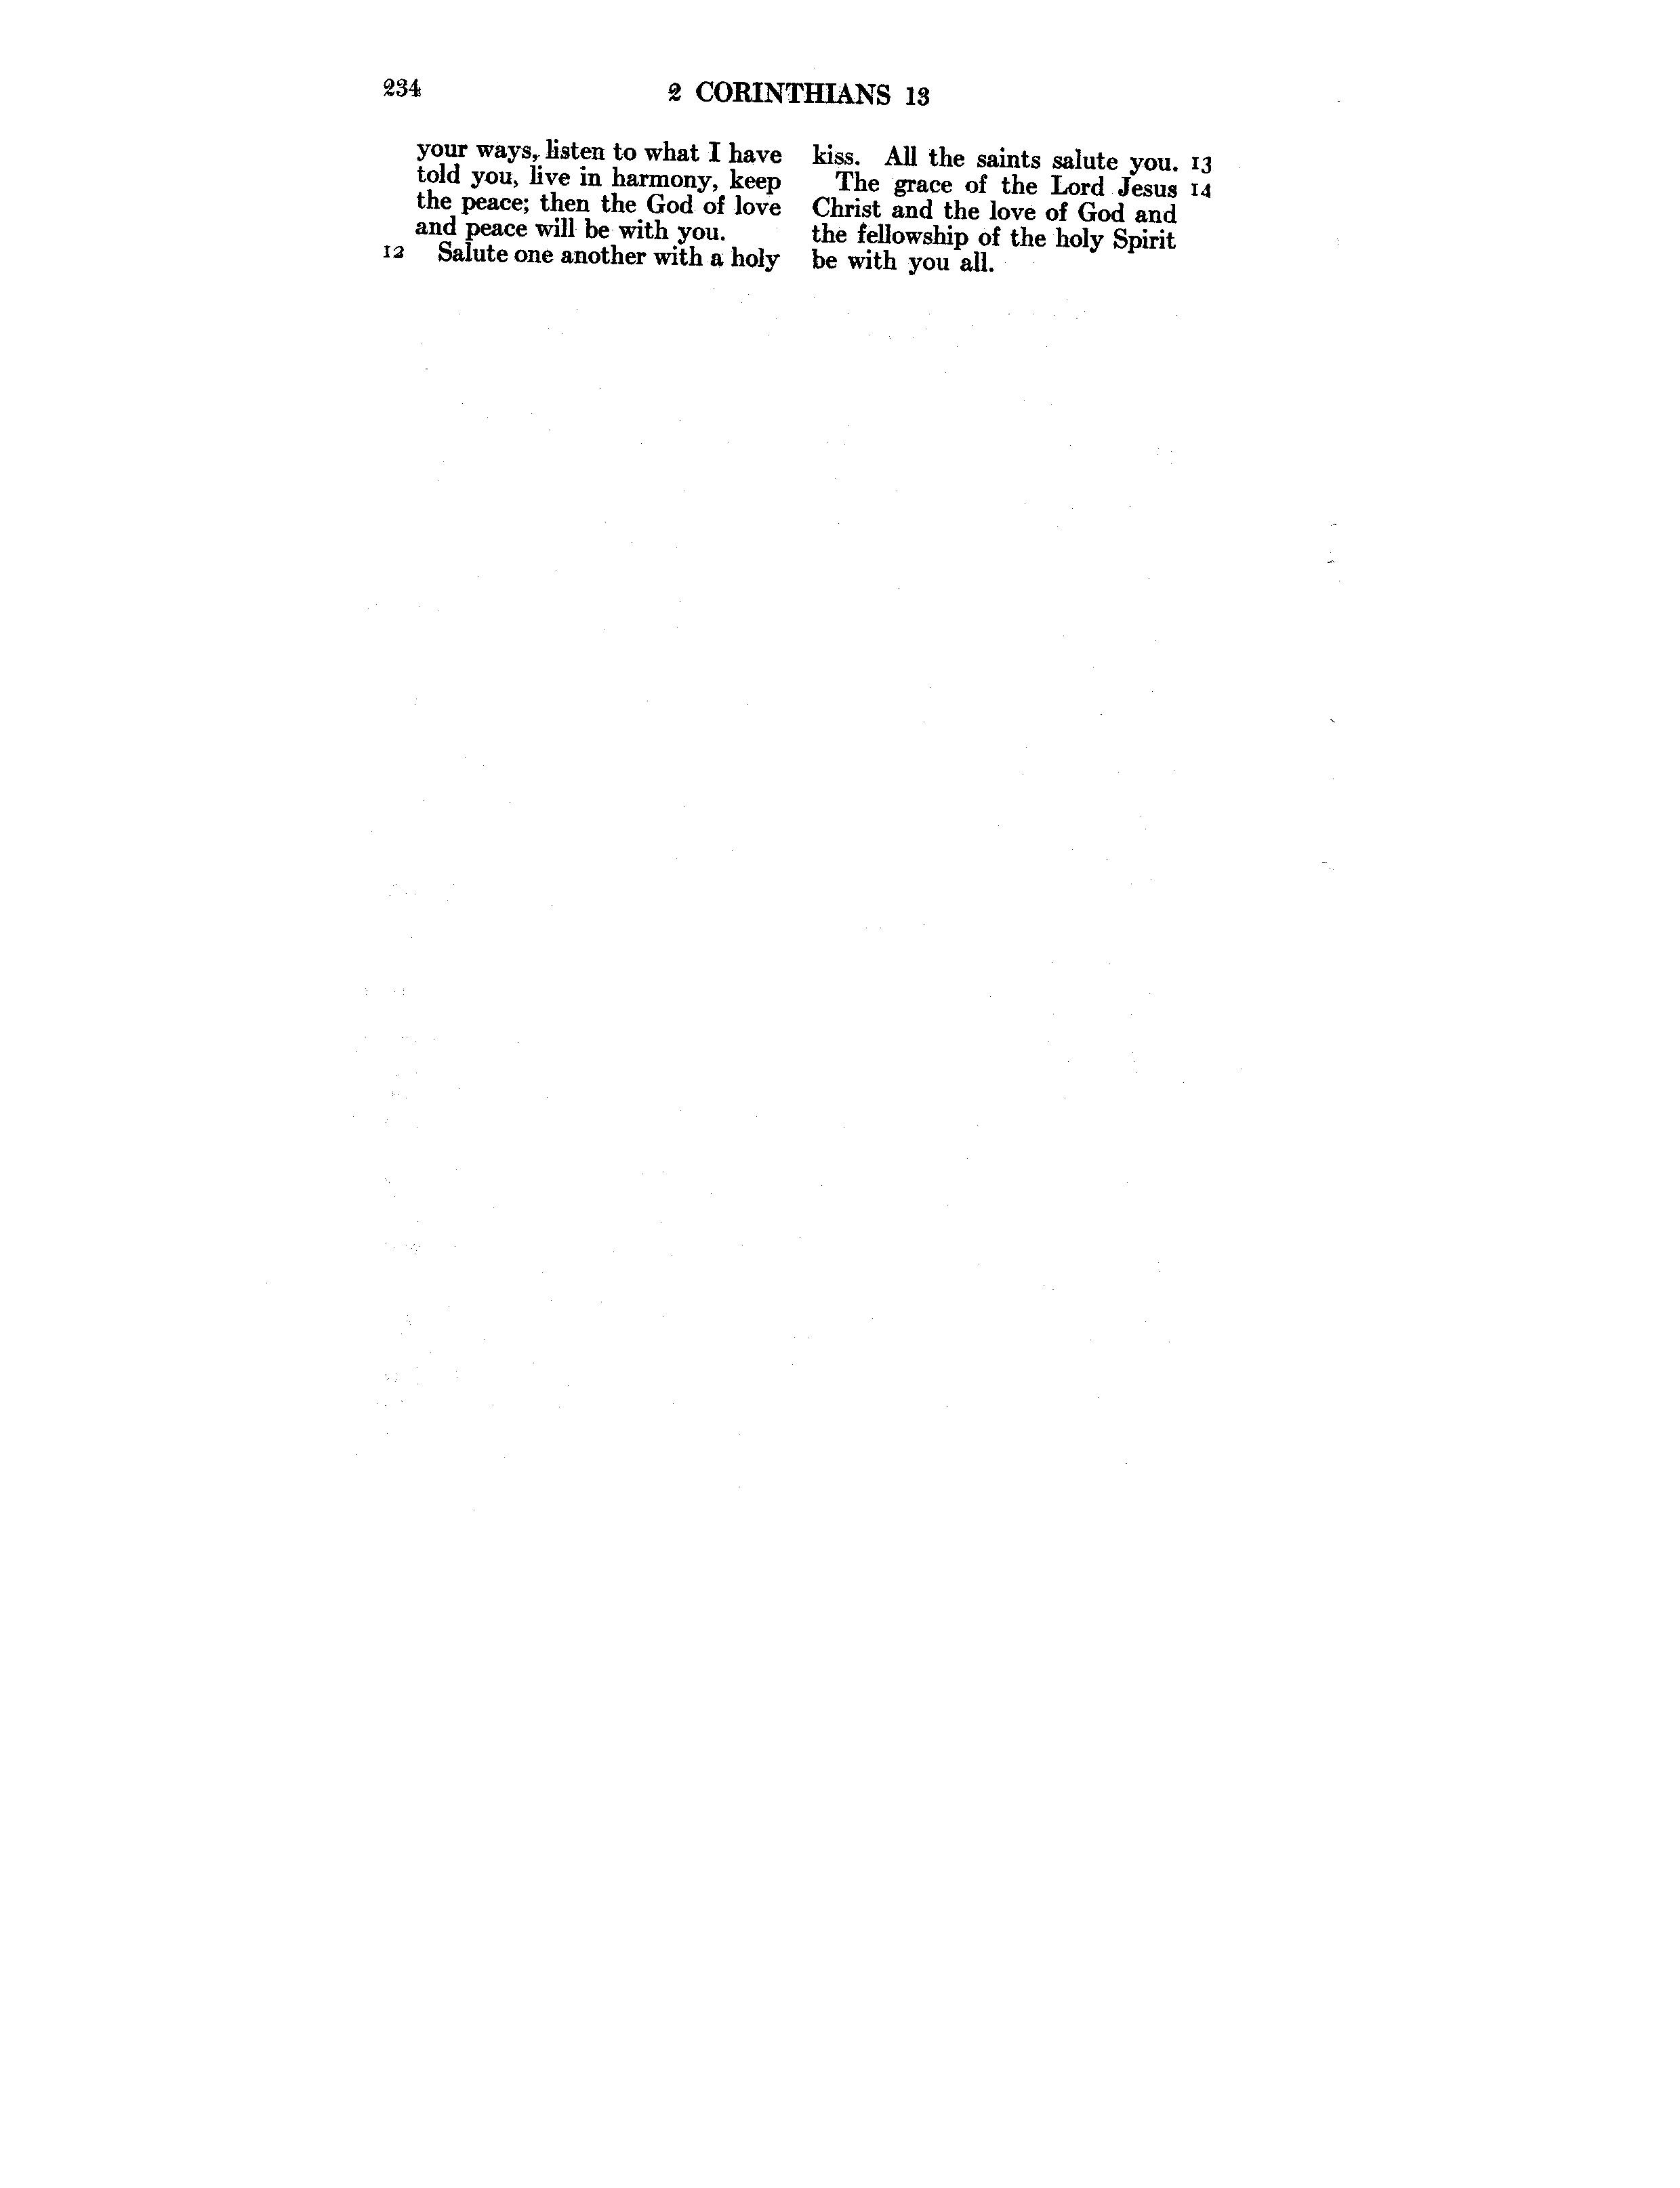 234
2 CORINTHIANS 13
your ways, listen to what I have
told you, live in harmony, keep
the peace; then the God of love
and peace will be with you.
12 Salute one another with a holy
kiss. All the saints salute you. 13
The grace of the Lord Jesus 14
Christ and the love of God and
the fellowship of the holy Spirit
be with you all.